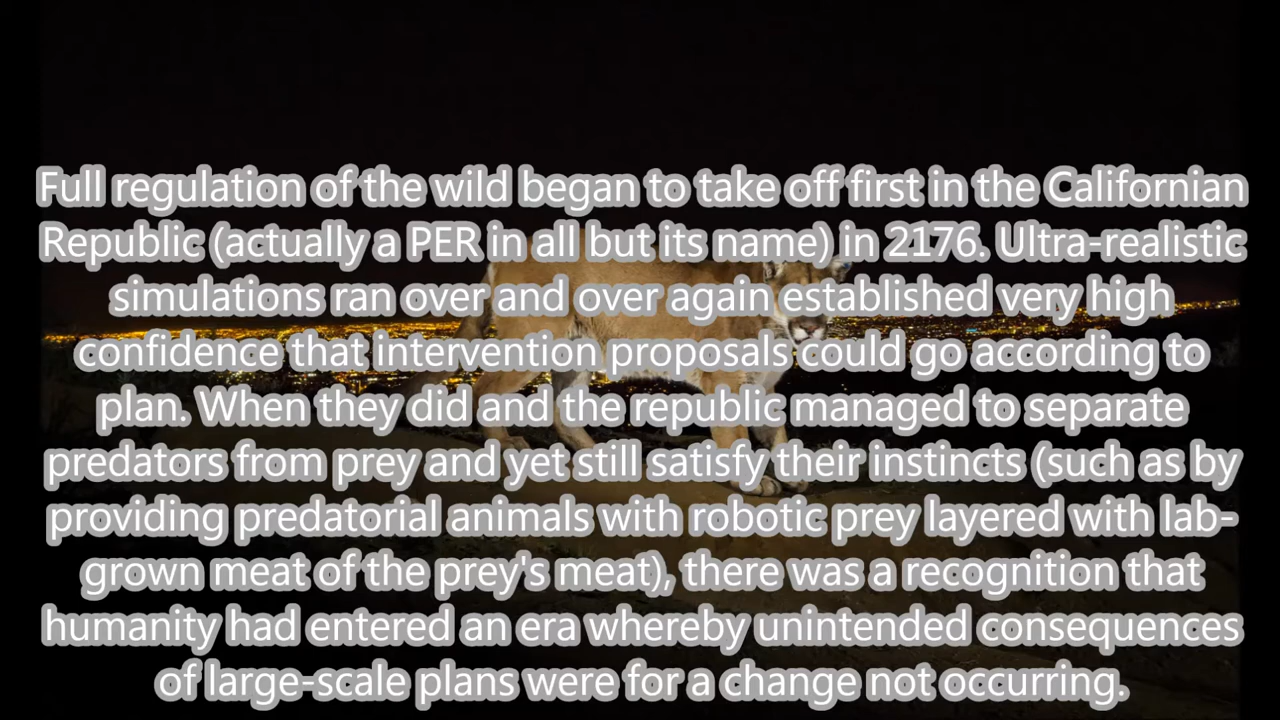 Full regulation of the wild began to take off first in the Californian
Republic (actually a PER in all but its name) in 2176. Ultra-realistic
simulations ran over and over again established very high
confidence that intervention proposals could go according to
plan. When they did and the republic managed to separate
predators from prey and yet still satisfy their instincts (such as by
providing predatorial animals with robotic prey layered with lab-
grown meat of the prey's meat), there was a recognition that
humanity had entered an era whereby unintended consequences
of large-scale plans were for a change not occurring.